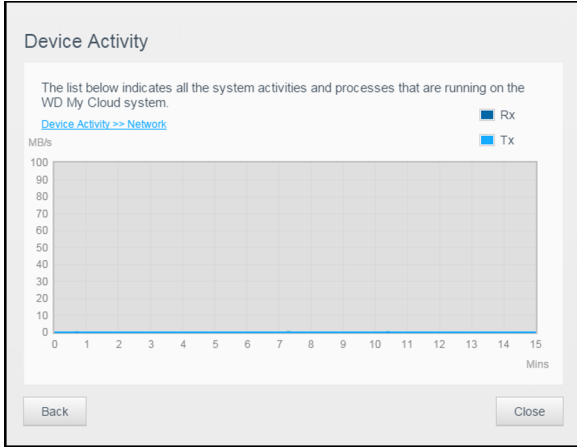 Device Activity
The list below indicates all the system activities and processes that are running on the
WD My Cloud system.
Device Activity >> Network
Rx
Tx
MB/s
100
90
80
70
60
50
40
30
20
10
0
0 1 2 3 4 5 6 7 8 9 10 11 12 13 14 15
Mins
Back Close